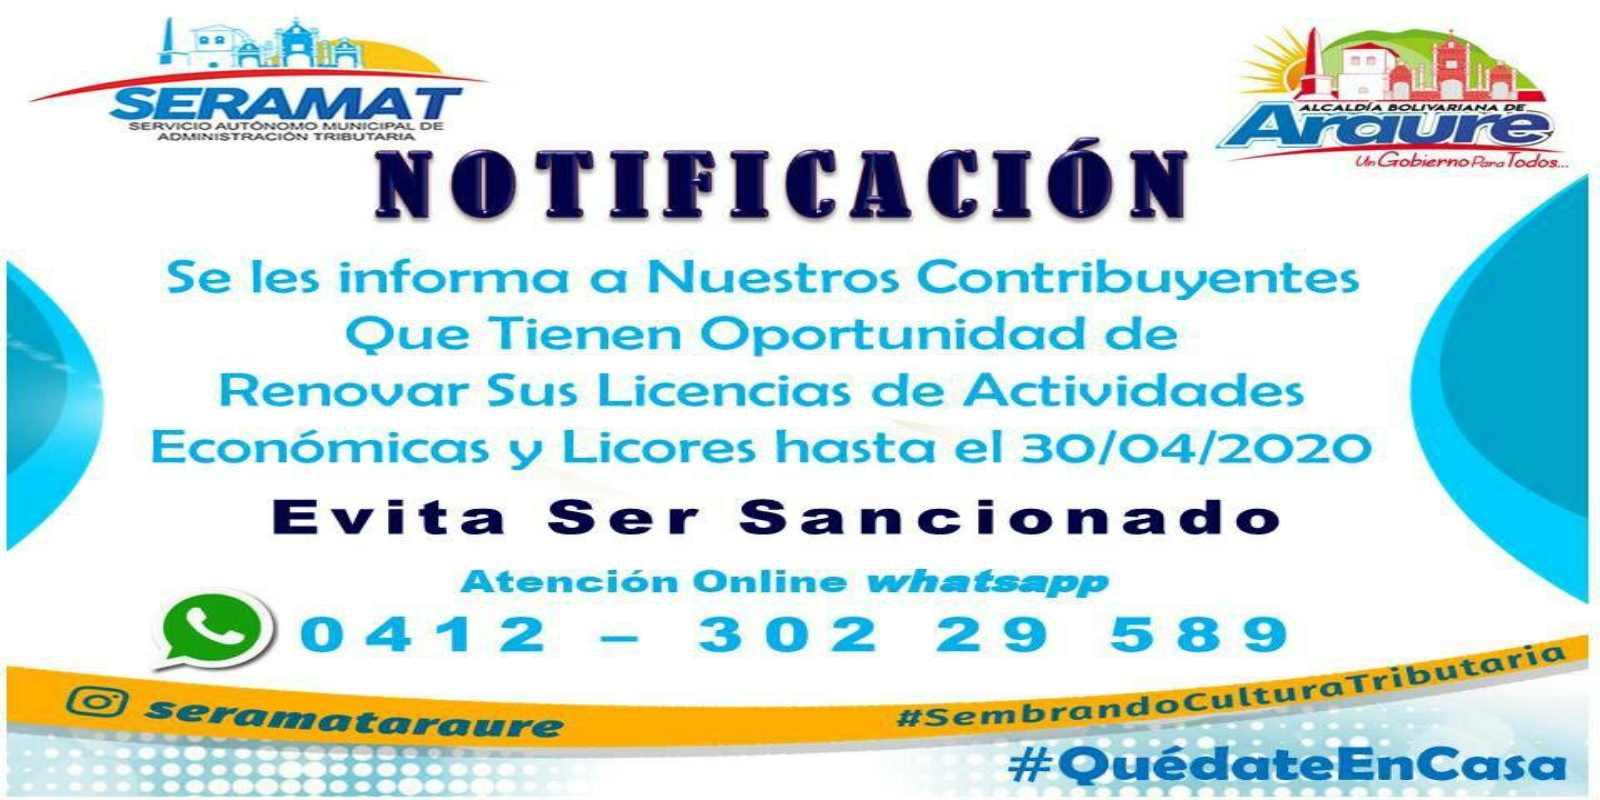 SERAMAT
SERVICIO AUTÓNOMO MUNICIPAL DE
ADMINISTRACIÓN TRIBUTARIA
ALCALDÍA BOLIVARIANA DE
Araure
Un Gobierno Para Todos...
NOTIFICACIÓN
Se les informa a Nuestros Contribuyentes
Que Tienen Oportunidad de
Renovar Sus Licencias de Actividades
Económicas y Licores hasta el 30/04/2020
Evita Ser Sancionado
Atención Online whatsapp
0412 – 302 29 589
seramataraure
#SembrandoCulturaTributaria
#QuédateEnCasa